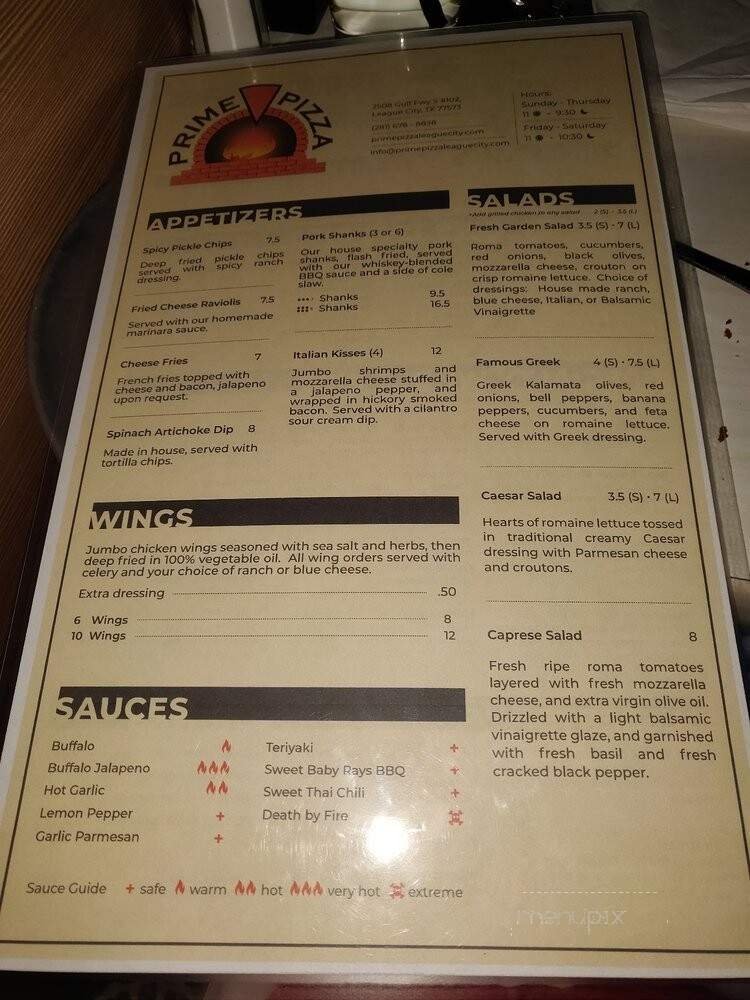 PRIME PIZZA
2508 Gulf Fwy S #102,
League City, TX 77573
(281) 678 - 8698
primepizzaleaguecity.com
info@primepizzaleaguecity.com
Hours:
Sunday - Thursday
11 - 9:30
Friday - Saturday
11 - 10:30
APPETIZERS
Spicy Pickle Chips 7.5
Deep fried pickle chips
served with spicy ranch
dressing.
Fried Cheese Raviolis 7.5
Served with our homemade
marinara sauce.
Cheese Fries 7
French fries topped with
cheese and bacon, jalapeno
upon request.
Spinach Artichoke Dip 8
Made in house, served with
tortilla chips.
Pork Shanks (3 or 6)
Our house specialty pork
shanks, flash fried, served
with our whiskey-blended
BBQ sauce and a side of cole
slaw.
Shanks 9.5
Shanks 16.5
Italian Kisses (4) 12
Jumbo shrimps and
mozzarella cheese stuffed in
a jalapeno pepper, and
wrapped in hickory smoked
bacon. Served with a cilantro
sour cream dip.
WINGS
Jumbo chicken wings seasoned with sea salt and herbs, then
deep fried in 100% vegetable oil. All wing orders served with
celery and your choice of ranch or blue cheese.
Extra dressing .50
6 Wings 8
10 Wings 12
SAUCES
Buffalo
Buffalo Jalapeno
Hot Garlic
Lemon Pepper +
Garlic Parmesan +
Teriyaki +
Sweet Baby Rays BBQ +
Sweet Thai Chili +
Death by Fire
Sauce Guide + safe warm hot very hot extreme
SALADS
*Add grilled chicken to any salad 2 (S) · 3.5 (L)
Fresh Garden Salad 3.5 (S) · 7 (L)
Roma tomatoes, cucumbers,
red onions, black olives,
mozzarella cheese, crouton on
crisp romaine lettuce. Choice of
dressings: House made ranch,
blue cheese, Italian, or Balsamic
Vinaigrette
Famous Greek 4 (S) · 7.5 (L)
Greek Kalamata olives, red
onions, bell peppers, banana
peppers, cucumbers, and feta
cheese on romaine lettuce.
Served with Greek dressing.
Caesar Salad 3.5 (S) · 7 (L)
Hearts of romaine lettuce tossed
in traditional creamy Caesar
dressing with Parmesan cheese
and croutons.
Caprese Salad 8
Fresh ripe roma tomatoes
layered with fresh mozzarella
cheese, and extra virgin olive oil.
Drizzled with a light balsamic
vinaigrette glaze, and garnished
with fresh basil and fresh
cracked black pepper.
menupix